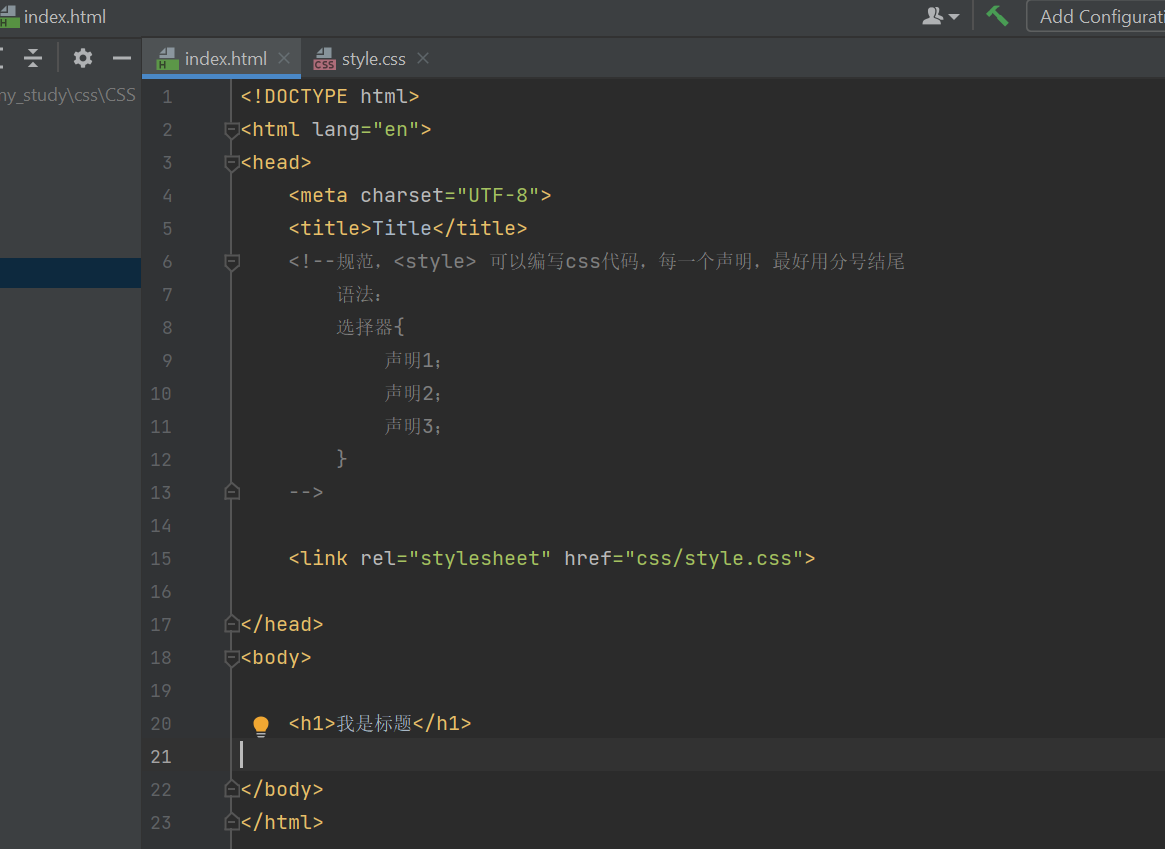 index.html
Add Configurati
index.html
style.css
my_study\css\CSS
1 <!DOCTYPE html>
2 <html lang="en">
3 <head>
4 <meta charset="UTF-8">
5 <title>Title</title>
6 <!--规范，<style> 可以编写css代码，每一个声明，最好用分号结尾
7 语法：
8 选择器{
9 声明1；
10 声明2；
11 声明3；
12 }
13 -->
14
15 <link rel="stylesheet" href="css/style.css">
16
17 </head>
18 <body>
19
20 <h1>我是标题</h1>
21
22 </body>
23 </html>